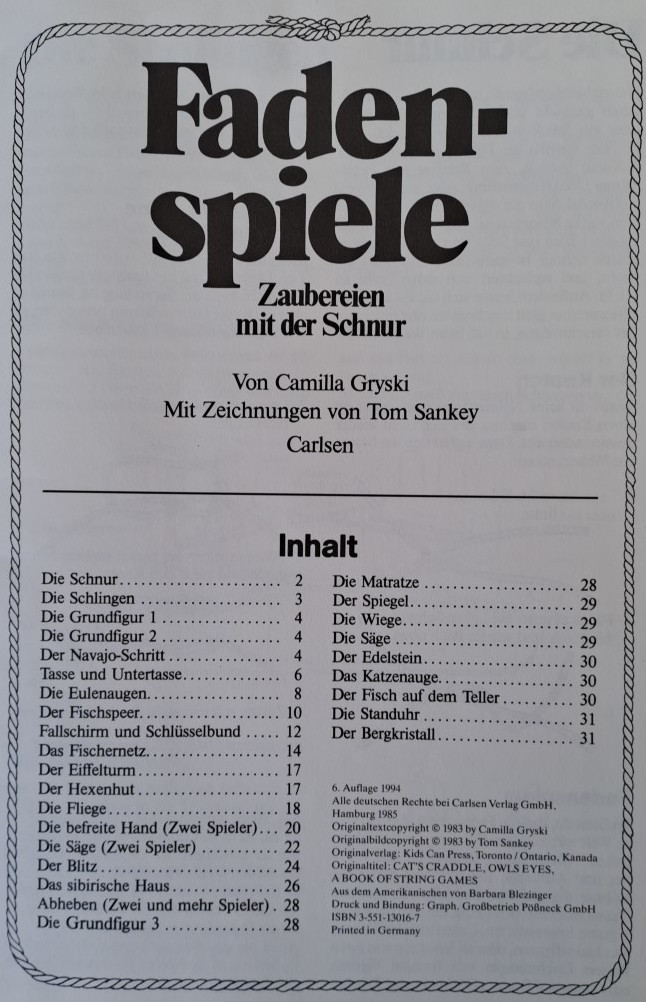 Faden-
spiele
Zaubereien
mit der Schnur
Von Camilla Gryski
Mit Zeichnungen von Tom Sankey
Carlsen
Inhalt
Die Schnur...................... 2
Die Schlingen ................... 3
Die Grundfigur 1 ................ 4
Die Grundfigur 2 ................ 4
Der Navajo-Schritt ............... 4
Tasse und Untertasse............. 6
Die Eulenaugen.................. 8
Der Fischspeer................... 10
Fallschirm und Schlüsselbund ..... 12
Das Fischernetz.................. 14
Der Eiffelturm ................... 17
Der Hexenhut ................... 17
Die Fliege....................... 18
Die befreite Hand (Zwei Spieler)... 20
Die Säge (Zwei Spieler) .......... 22
Der Blitz ........................ 24
Das sibirische Haus .............. 26
Abheben (Zwei und mehr Spieler) . 28
Die Grundfigur 3 ................ 28
Die Matratze .................... 28
Der Spiegel...................... 29
Die Wiege....................... 29
Die Säge ........................ 29
Der Edelstein.................... 30
Das Katzenauge.................. 30
Der Fisch auf dem Teller ......... 30
Die Standuhr .................... 31
Der Bergkristall.................. 31
6. Auflage 1994
Alle deutschen Rechte bei Carlsen Verlag GmbH,
Hamburg 1985
Originaltextcopyright © 1983 by Camilla Gryski
Originalbildcopyright © 1983 by Tom Sankey
Originalverlag: Kids Can Press, Toronto / Ontario, Kanada
Originaltitel: CAT'S CRADDLE, OWLS EYES,
A BOOK OF STRING GAMES
Aus dem Amerikanischen von Barbara Blezinger
Druck und Bindung: Graph. Großbetrieb Pößneck GmbH
ISBN 3-551-13016-7
Printed in Germany